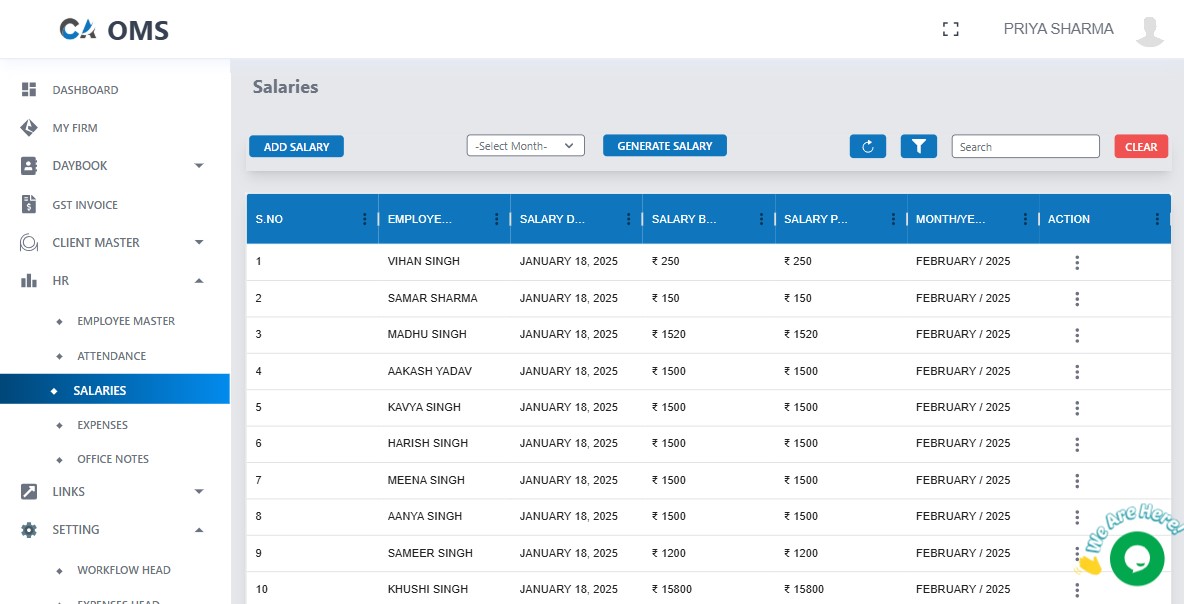 CA OMS
PRIYA SHARMA
DASHBOARD
MY FIRM
DAYBOOK
GST INVOICE
CLIENT MASTER
HR
EMPLOYEE MASTER
ATTENDANCE
SALARIES
EXPENSES
OFFICE NOTES
LINKS
SETTING
WORKFLOW HEAD
EXPENSES HEAD
Salaries
ADD SALARY
-Select Month-
GENERATE SALARY
Search
CLEAR
S.NO EMPLOYE... SALARY D... SALARY B... SALARY P... MONTH/YE... ACTION
1 VIHAN SINGH JANUARY 18, 2025 ₹ 250 ₹ 250 FEBRUARY / 2025
2 SAMAR SHARMA JANUARY 18, 2025 ₹ 150 ₹ 150 FEBRUARY / 2025
3 MADHU SINGH JANUARY 18, 2025 ₹ 1520 ₹ 1520 FEBRUARY / 2025
4 AAKASH YADAV JANUARY 18, 2025 ₹ 1500 ₹ 1500 FEBRUARY / 2025
5 KAVYA SINGH JANUARY 18, 2025 ₹ 1500 ₹ 1500 FEBRUARY / 2025
6 HARISH SINGH JANUARY 18, 2025 ₹ 1500 ₹ 1500 FEBRUARY / 2025
7 MEENA SINGH JANUARY 18, 2025 ₹ 1500 ₹ 1500 FEBRUARY / 2025
8 AANYA SINGH JANUARY 18, 2025 ₹ 1500 ₹ 1500 FEBRUARY / 2025
9 SAMEER SINGH JANUARY 18, 2025 ₹ 1200 ₹ 1200 FEBRUARY / 2025
10 KHUSHI SINGH JANUARY 18, 2025 ₹ 15800 ₹ 15800 FEBRUARY / 2025
We Are Here!